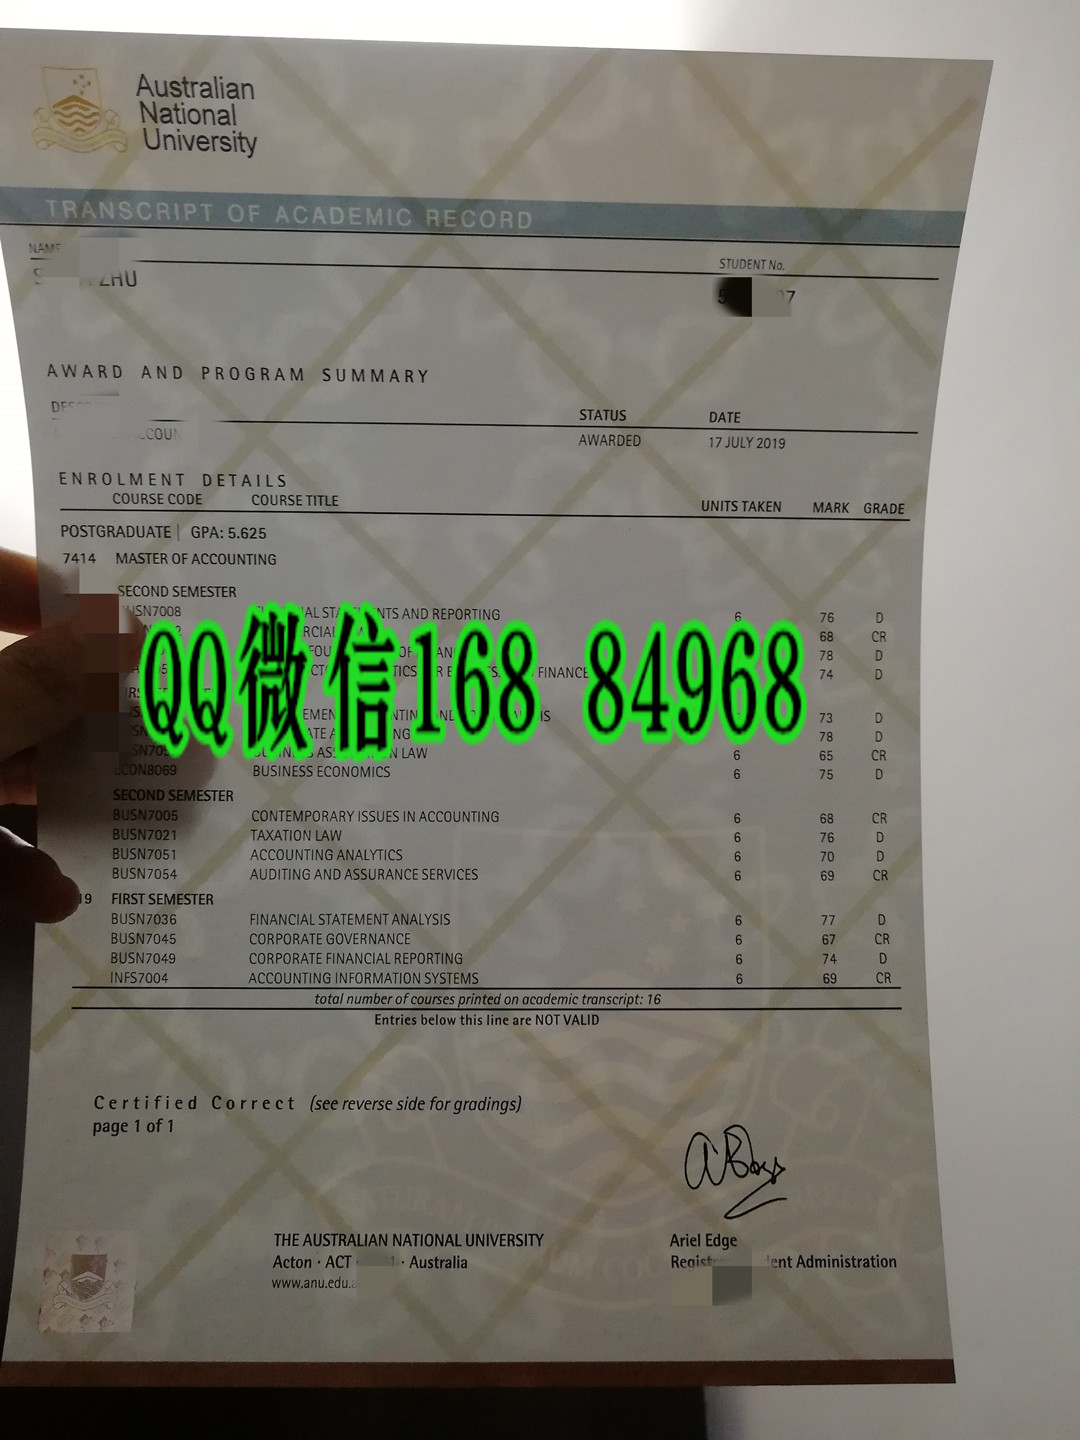 Australian
National
University
TRANSCRIPT OF ACADEMIC RECORD
NAME
STUDENT No.
ZHU
AWARD AND PROGRAM SUMMARY
STATUS DATE
AWARDED 17 JULY 2019
ENROLMENT DETAILS
COURSE CODE COURSE TITLE UNITS TAKEN MARK GRADE
POSTGRADUATE | GPA: 5.625
7414 MASTER OF ACCOUNTING
SECOND SEMESTER
AND REPORTING 6 76 D
68 CR
78 D
FINANCE 74 D
QQ微信168 84968
73 D
78 D
LAW 6 65 CR
ECON8069 BUSINESS ECONOMICS 6 75 D
SECOND SEMESTER
BUSN7005 CONTEMPORARY ISSUES IN ACCOUNTING 6 68 CR
BUSN7021 TAXATION LAW 6 76 D
BUSN7051 ACCOUNTING ANALYTICS 6 70 D
BUSN7054 AUDITING AND ASSURANCE SERVICES 6 69 CR
19 FIRST SEMESTER
BUSN7036 FINANCIAL STATEMENT ANALYSIS 6 77 D
BUSN7045 CORPORATE GOVERNANCE 6 67 CR
BUSN7049 CORPORATE FINANCIAL REPORTING 6 74 D
INFS7004 ACCOUNTING INFORMATION SYSTEMS 6 69 CR
total number of courses printed on academic transcript: 16
Entries below this line are NOT VALID
Certified Correct (see reverse side for gradings)
page 1 of 1
THE AUSTRALIAN NATIONAL UNIVERSITY
Acton · ACT · Australia
www.anu.edu.
Ariel Edge
Administration